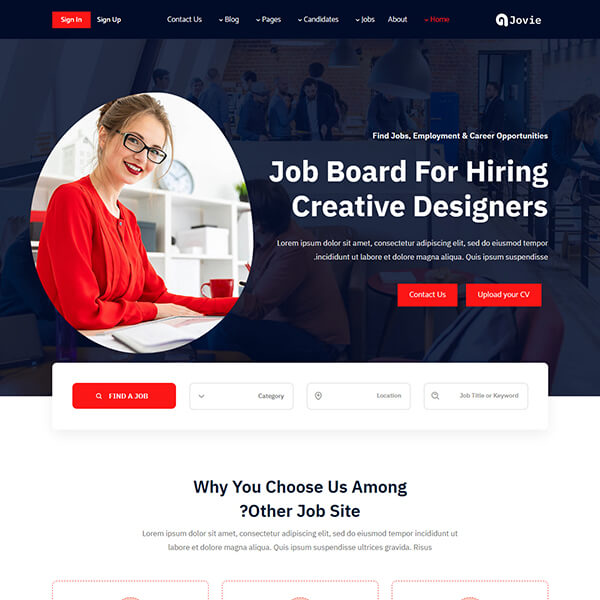 Sign In
Sign Up
Contact Us
Blog
Pages
Candidates
Jobs
About
Home
Jovie
Find Jobs, Employment & Career Opportunities
Job Board For Hiring
Creative Designers
Lorem ipsum dolor sit amet, consectetur adipiscing elit, sed do eiusmod tempor
.incididunt ut labore et dolore magna aliqua. Quis ipsum suspendisse
Contact Us
Upload your CV
FIND A JOB
Category
Location
Job Title or Keyword
Why You Choose Us Among
?Other Job Site
Lorem ipsum dolor sit amet, consectetur adipiscing elit, sed do eiusmod tempor incididunt ut
labore et dolore magna aliqua. Quis ipsum suspendisse ultrices gravida. Risus